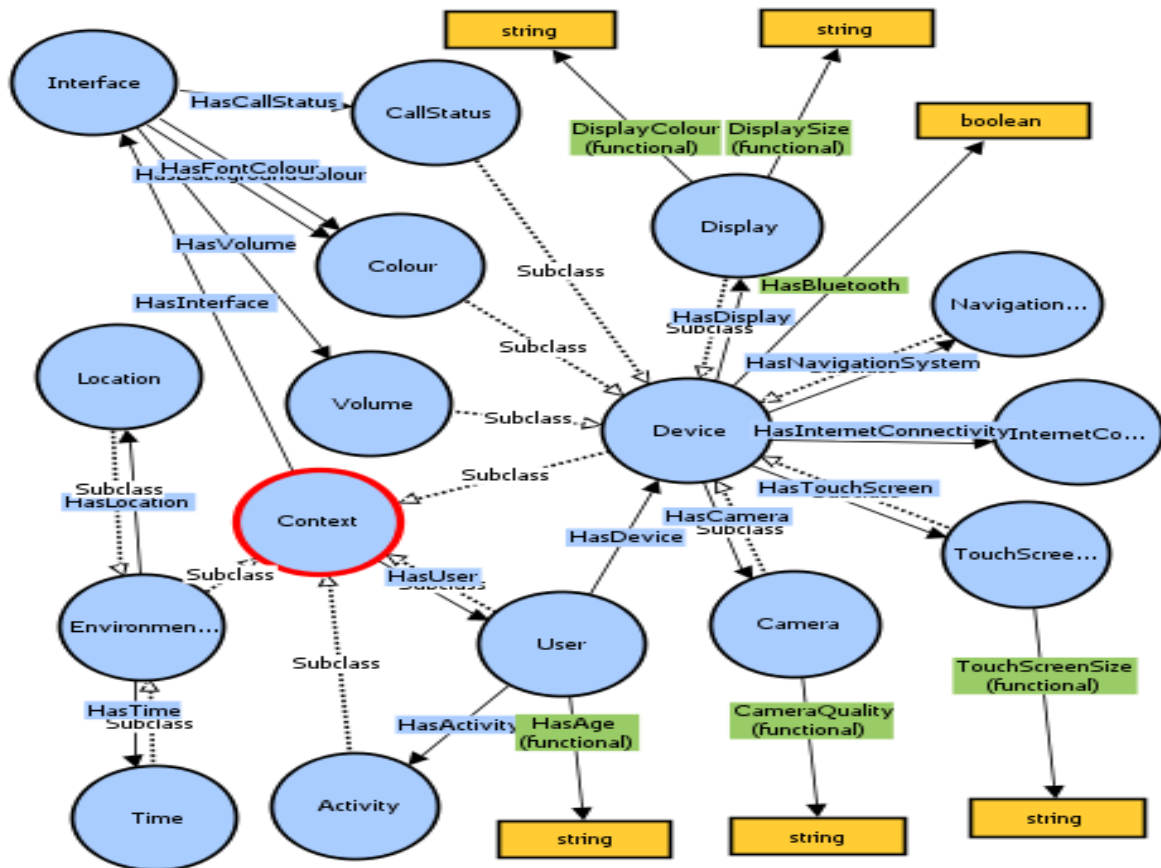 string
string
Interface
HasCallStatus
CallStatus
boolean
DisplayColour
(functional)
DisplaySize
(functional)
HasFontColour
HasBackgroundColour
Display
HasVolume
Colour
Subclass
HasBluetooth
HasInterface
Navigation...
HasDisplay
Subclass
Subclass
HasNavigationSystem
Location
Volume
Subclass
Device
HasInternetConnectivity
InternetCo...
Subclass
HasTouchScreen
Subclass
HasLocation
Context
HasCamera
Subclass
HasDevice
TouchScree...
Subclass
HasUser
Subclass
Environmen...
User
Camera
Subclass
TouchScreenSize
(functional)
HasTime
Subclass
HasActivity
HasAge
(functional)
CameraQuality
(functional)
Time
Activity
string
string
string